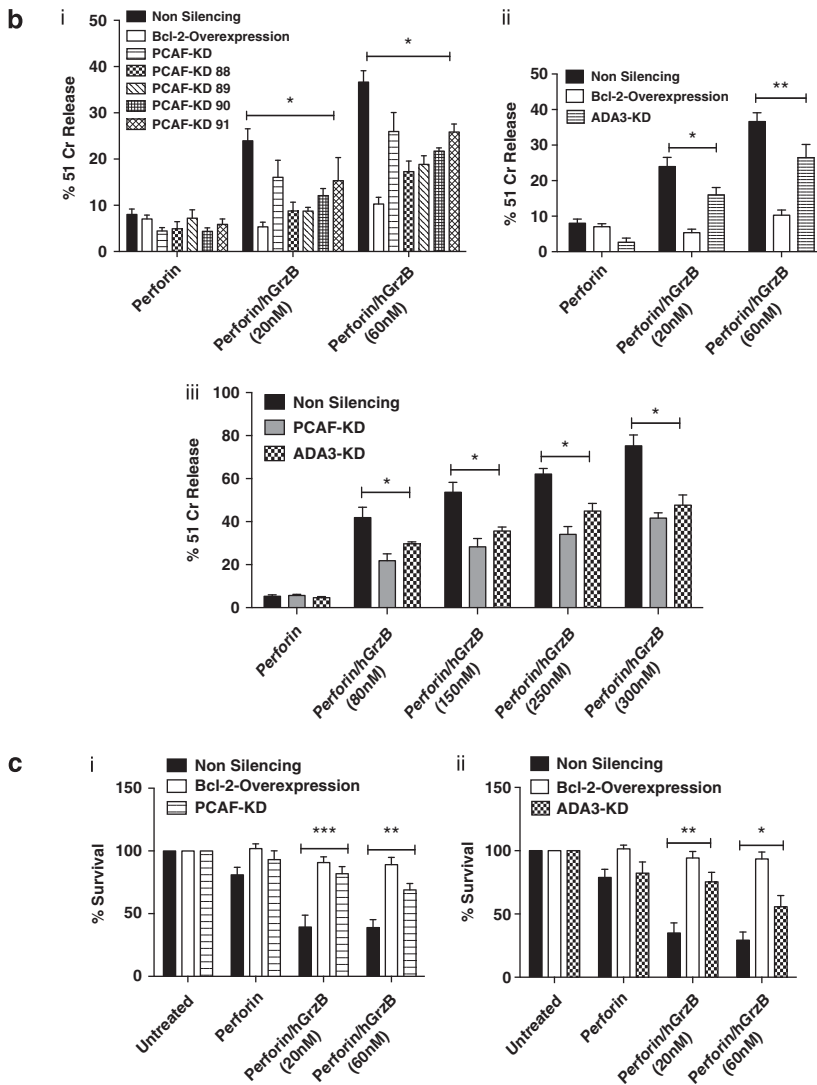 b
i
Non Silencing
Bcl-2-Overexpression
PCAF-KD
PCAF-KD 88
PCAF-KD 89
PCAF-KD 90
PCAF-KD 91
% 51 Cr Release
50
40
30
20
10
0
*
*
Perforin
Perforin/hGrzB
(20nM)
Perforin/hGrzB
(60nM)
ii
Non Silencing
Bcl-2-Overexpression
ADA3-KD
% 51 Cr Release
50
40
30
20
10
0
*
**
Perforin
Perforin/hGrzB
(20nM)
Perforin/hGrzB
(60nM)
iii
Non Silencing
PCAF-KD
ADA3-KD
% 51 Cr Release
100
80
60
40
20
0
*
*
*
*
Perforin
Perforin/hGrzB
(80nM)
Perforin/hGrzB
(150nM)
Perforin/hGrzB
(250nM)
Perforin/hGrzB
(300nM)
c
i
Non Silencing
Bcl-2-Overexpression
PCAF-KD
% Survival
150
100
50
0
***
**
Untreated
Perforin
Perforin/hGrzB
(20nM)
Perforin/hGrzB
(60nM)
ii
Non Silencing
Bcl-2-Overexpression
ADA3-KD
% Survival
150
100
50
0
**
*
Untreated
Perforin
Perforin/hGrzB
(20nM)
Perforin/hGrzB
(60nM)